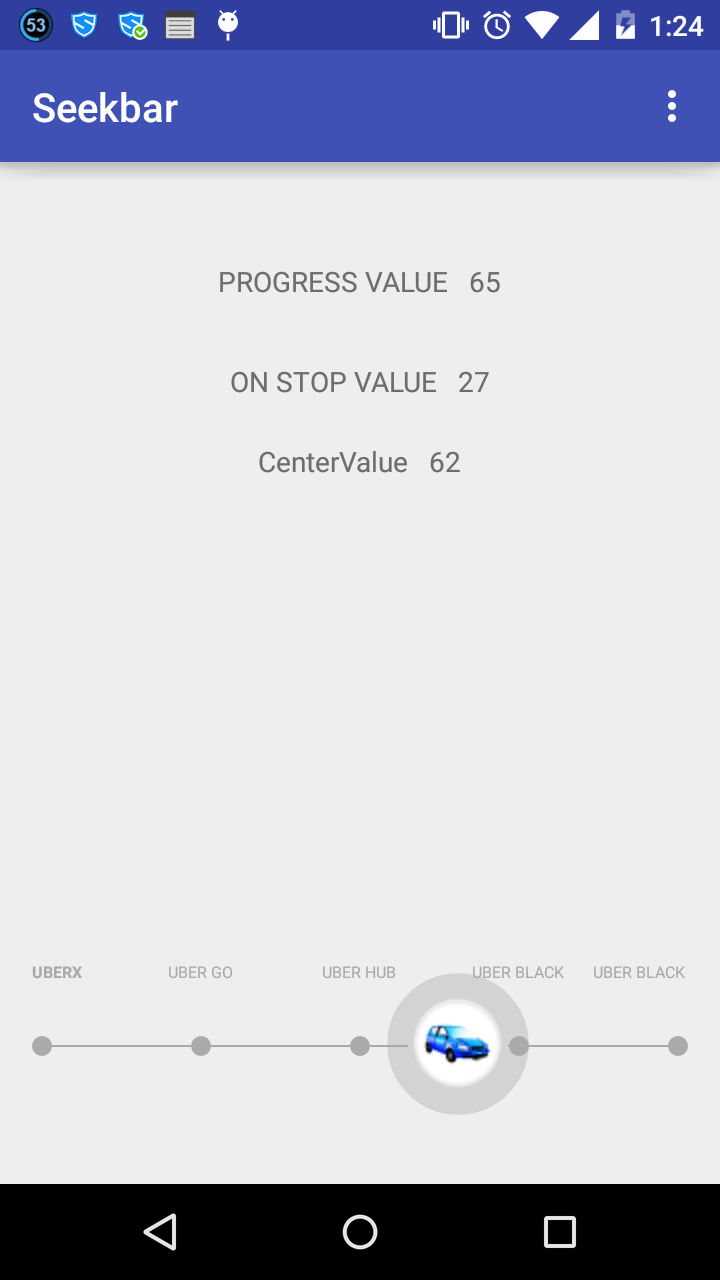 53 1:24
Seekbar
PROGRESS VALUE 65
ON STOP VALUE 27
CenterValue 62
UBERX UBER GO UBER HUB UBER BLACK UBER BLACK